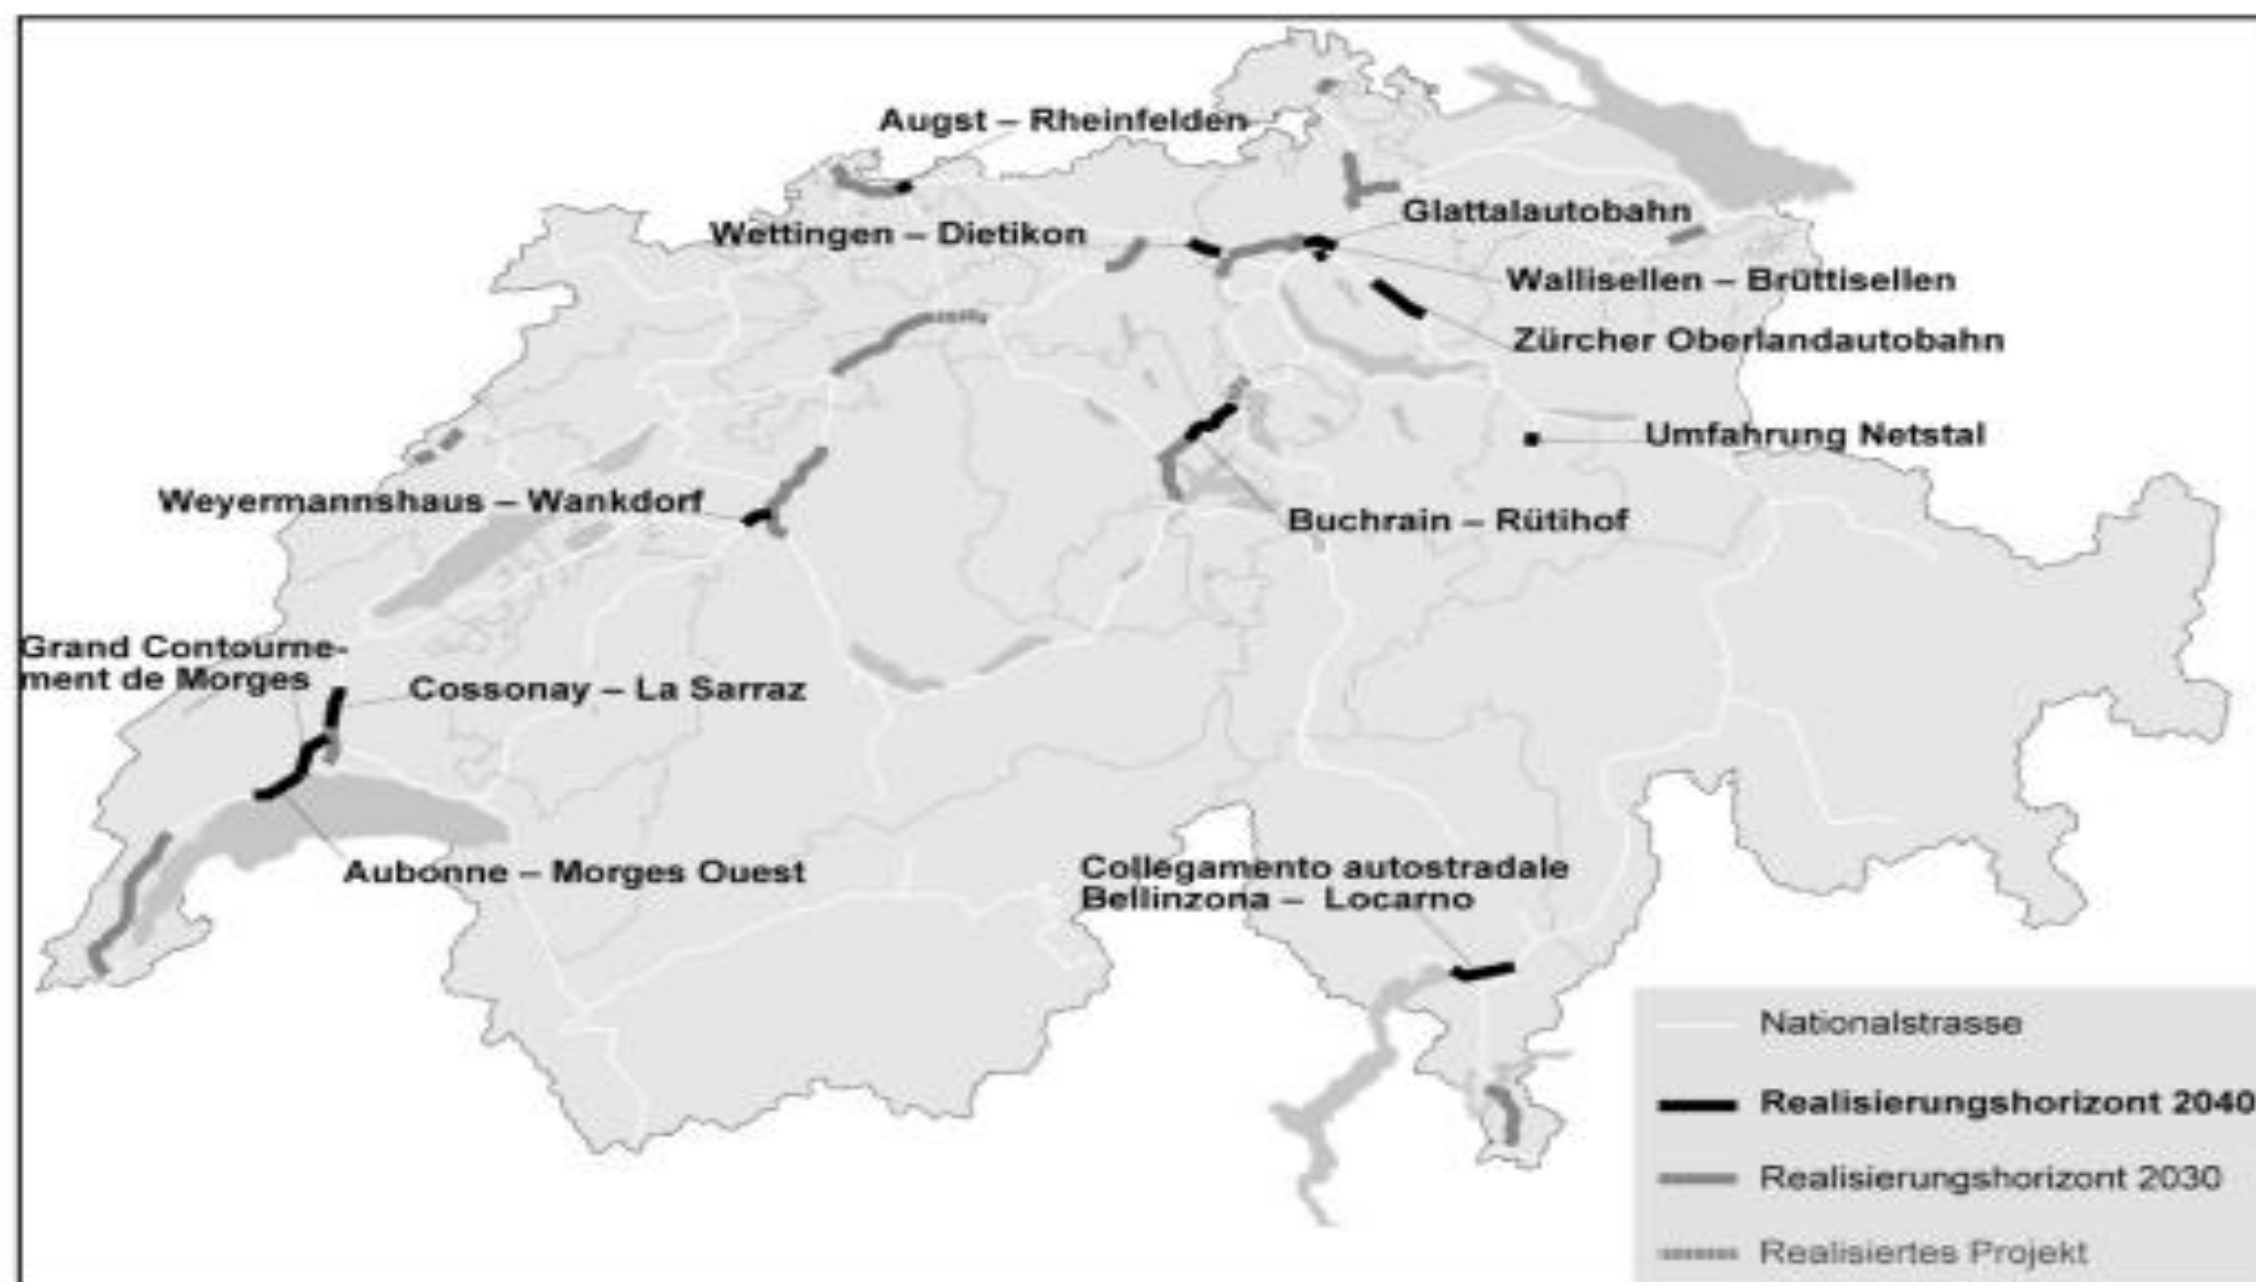 Augst – Rheinfelden
Glattalautobahn
Wettingen – Dietikon
Wallisellen – Brüttisellen
Zürcher Oberlandautobahn
Umfahrung Netstal
Weyermannshaus – Wankdorf
Buchrain – Rütihof
Grand Contourne-
ment de Morges
Cossonay – La Sarraz
Aubonne – Morges Ouest
Collegamento autostradale
Bellinzona – Locarno
Nationalstrasse
Realisierungshorizont 2040
Realisierungshorizont 2030
Realisiertes Projekt